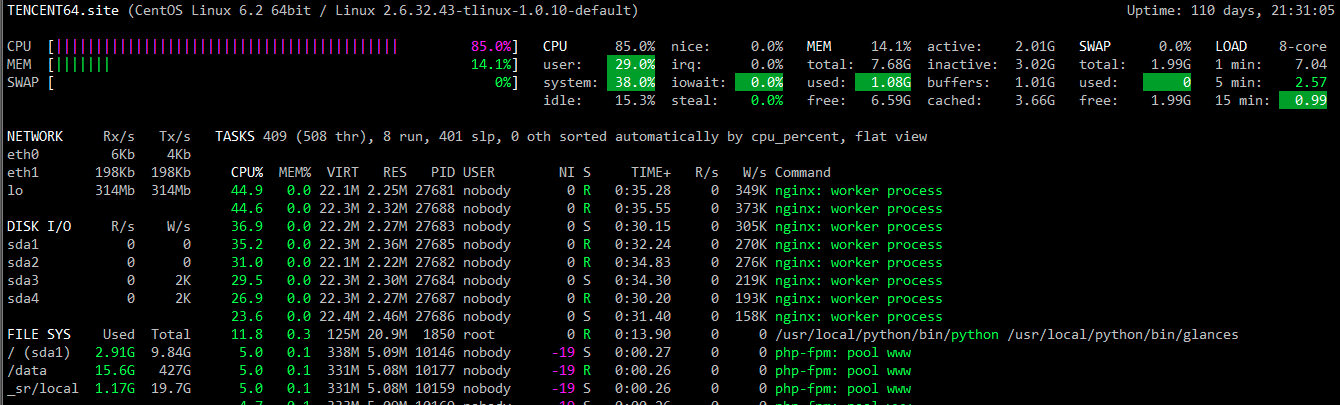 TENCENT64.site (CentOS Linux 6.2 64bit / Linux 2.6.32.43-tlinux-1.0.10-default) Uptime: 110 days, 21:31:05
CPU [||||||||||||||||||||||||||||||||||||||||||| 85.0%] CPU 85.0% nice: 0.0% MEM 14.1% active: 2.01G SWAP 0.0% LOAD 8-core
MEM [||||||| 14.1%] user: 29.0% irq: 0.0% total: 7.68G inactive: 3.02G total: 1.99G 1 min: 7.04
SWAP [ 0%] system: 38.0% iowait: 0.0% used: 1.08G buffers: 1.01G used: 0 5 min: 2.57
idle: 15.3% steal: 0.0% free: 6.59G cached: 3.66G free: 1.99G 15 min: 0.99
NETWORK Rx/s Tx/s TASKS 409 (508 thr), 8 run, 401 slp, 0 oth sorted automatically by cpu_percent, flat view
eth0 6Kb 4Kb
eth1 198Kb 198Kb CPU% MEM% VIRT RES PID USER NI S TIME+ R/s W/s Command
lo 314Mb 314Mb 44.9 0.0 22.1M 2.25M 27681 nobody 0 R 0:35.28 0 349K nginx: worker process
44.6 0.0 22.3M 2.32M 27688 nobody 0 R 0:35.55 0 373K nginx: worker process
DISK I/O R/s W/s 36.9 0.0 22.2M 2.27M 27683 nobody 0 S 0:30.15 0 305K nginx: worker process
sda1 0 0 35.2 0.0 22.3M 2.36M 27685 nobody 0 R 0:32.24 0 270K nginx: worker process
sda2 0 0 31.0 0.0 22.1M 2.22M 27682 nobody 0 R 0:34.83 0 276K nginx: worker process
sda3 0 2K 29.5 0.0 22.3M 2.30M 27684 nobody 0 S 0:34.30 0 219K nginx: worker process
sda4 0 2K 26.9 0.0 22.3M 2.27M 27687 nobody 0 R 0:30.20 0 193K nginx: worker process
23.6 0.0 22.4M 2.46M 27686 nobody 0 S 0:31.40 0 158K nginx: worker process
FILE SYS Used Total 11.8 0.3 125M 20.9M 1850 root 0 R 0:13.90 0 0 /usr/local/python/bin/python /usr/local/python/bin/glances
/ (sda1) 2.91G 9.84G 5.0 0.1 338M 5.09M 10146 nobody -19 S 0:00.27 0 0 php-fpm: pool www
/data 15.6G 427G 5.0 0.1 331M 5.08M 10177 nobody -19 R 0:00.26 0 0 php-fpm: pool www
_sr/local 1.17G 19.7G 5.0 0.1 331M 5.08M 10159 nobody -19 S 0:00.26 0 0 php-fpm: pool www
4.7 0.1 333M 5.09M 10169 nobody -19 S 0:00.26 0 0 php-fpm: pool www